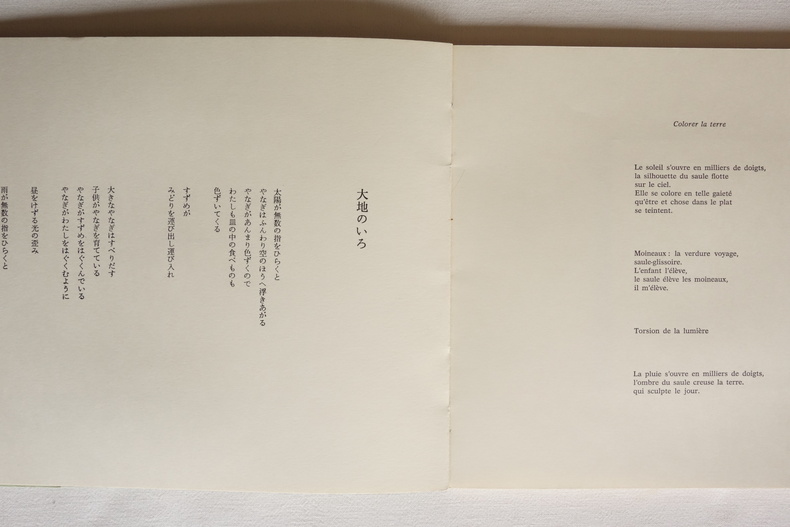 大地のいろ
太陽が無数の指をひらくと
やなぎはふんわり空のほうへ浮きあがる
やなぎがあんまり色ずくので
わたしも皿の中の食べものも
色ずいてくる
すずめが
みどりを運び出し運び入れ
大きなやなぎはすべりだす
子供がやなぎを育てている
やなぎがすずめをはぐくんでいる
やなぎがわたしをはぐくむように
昼をけずる光の歪み
雨が無数の指をひらくと
Colorer la terre
Le soleil s'ouvre en milliers de doigts,
la silhouette du saule flotte
sur le ciel.
Elle se colore en telle gaieté
qu'être et chose dans le plat
se teintent.
Moineaux : la verdure voyage,
saule-glissoire.
L'enfant l'élève,
le saule élève les moineaux,
il m'élève.
Torsion de la lumière
La pluie s'ouvre en milliers de doigts,
l'ombre du saule creuse la terre,
qui sculpte le jour.